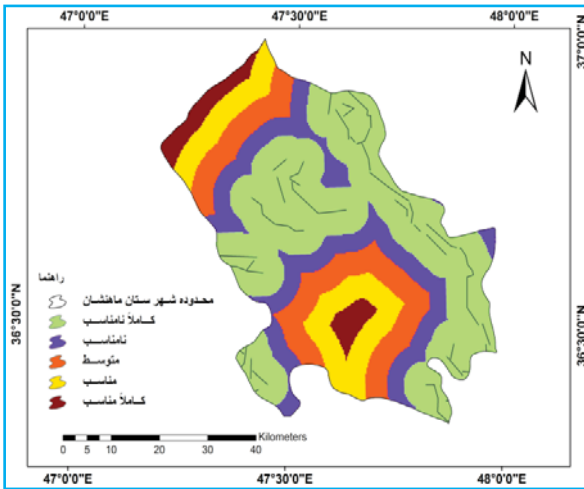 47°0'0"E 47°30'0"E 48°0'0"E
37°0'0"N
N
راهنما
محدوده شهر ستان ماهنشان
کاملاً نامناسب
نامناسب
متوسط
مناسب
کاملاً مناسب
36°30'0"N
36°30'0"N
0 5 10 20 30 40 Kilometers
47°0'0"E 47°30'0"E 48°0'0"E